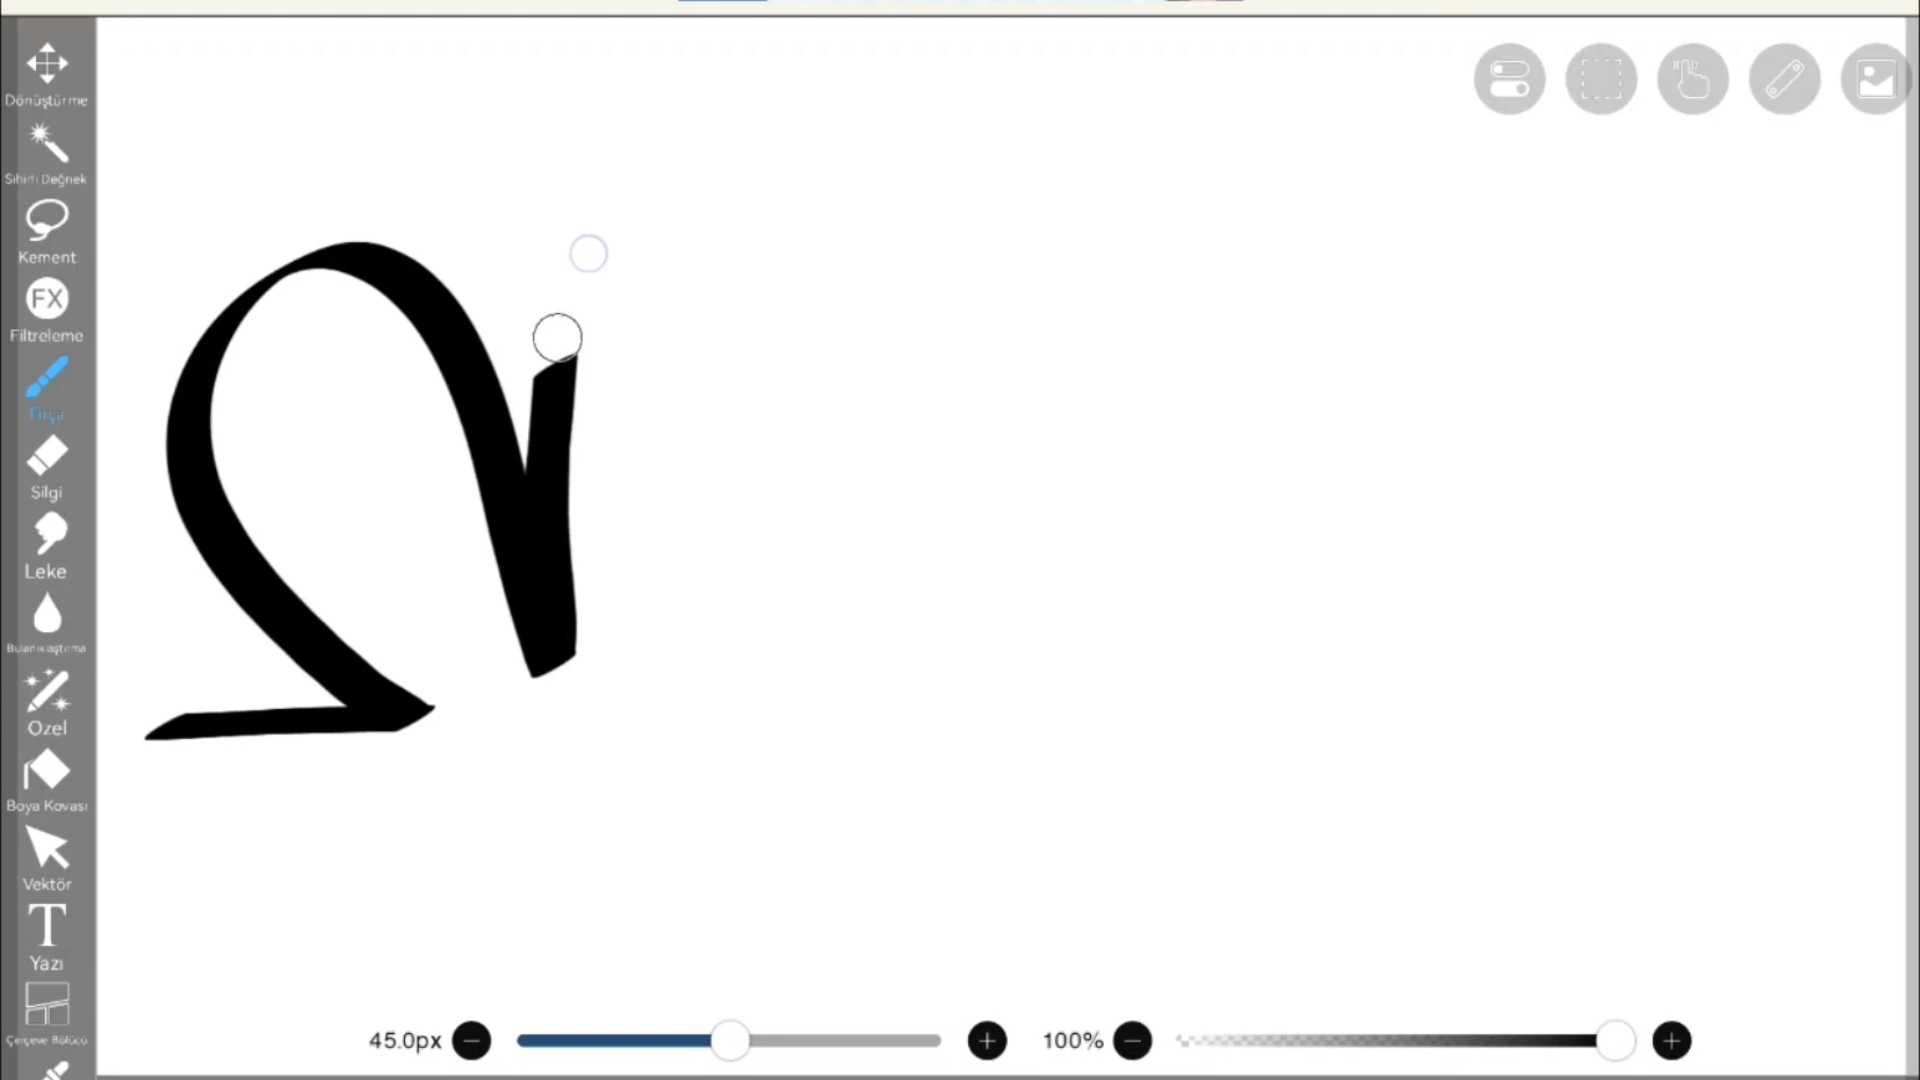 Dönüştürme
Sihirli Değnek
Kement
FX
Filtreleme
Fırça
Silgi
Leke
Bulanıklaştırma
Özel
Boya Kovası
Vektör
T
Yazı
Çerçeve Bölücü
45.0px
100%